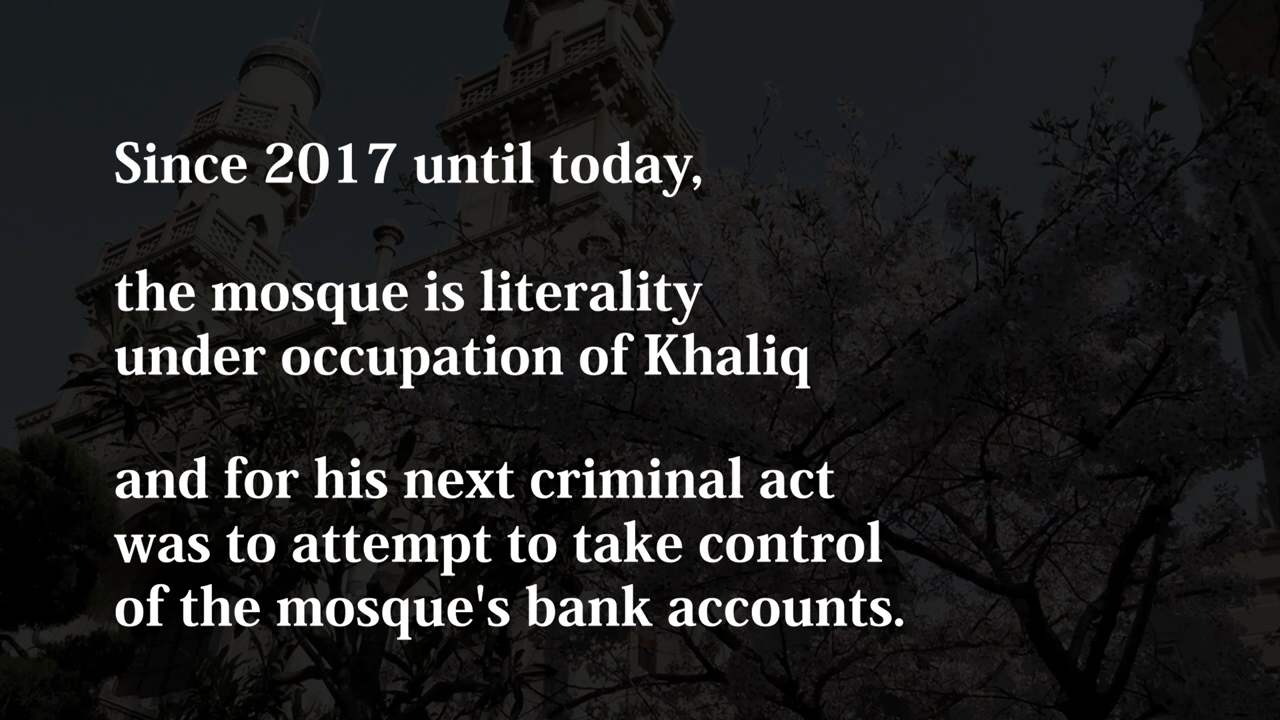 Since 2017 until today,
the mosque is literality
under occupation of Khaliq
and for his next criminal act
was to attempt to take control
of the mosque's bank accounts.